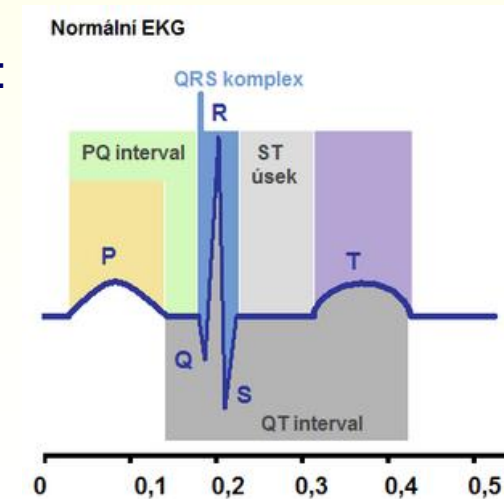 Normální EKG
:
QRS komplex
R
PQ interval
ST
úsek
P
T
Q
S
QT interval
0 0,1 0,2 0,3 0,4 0,5